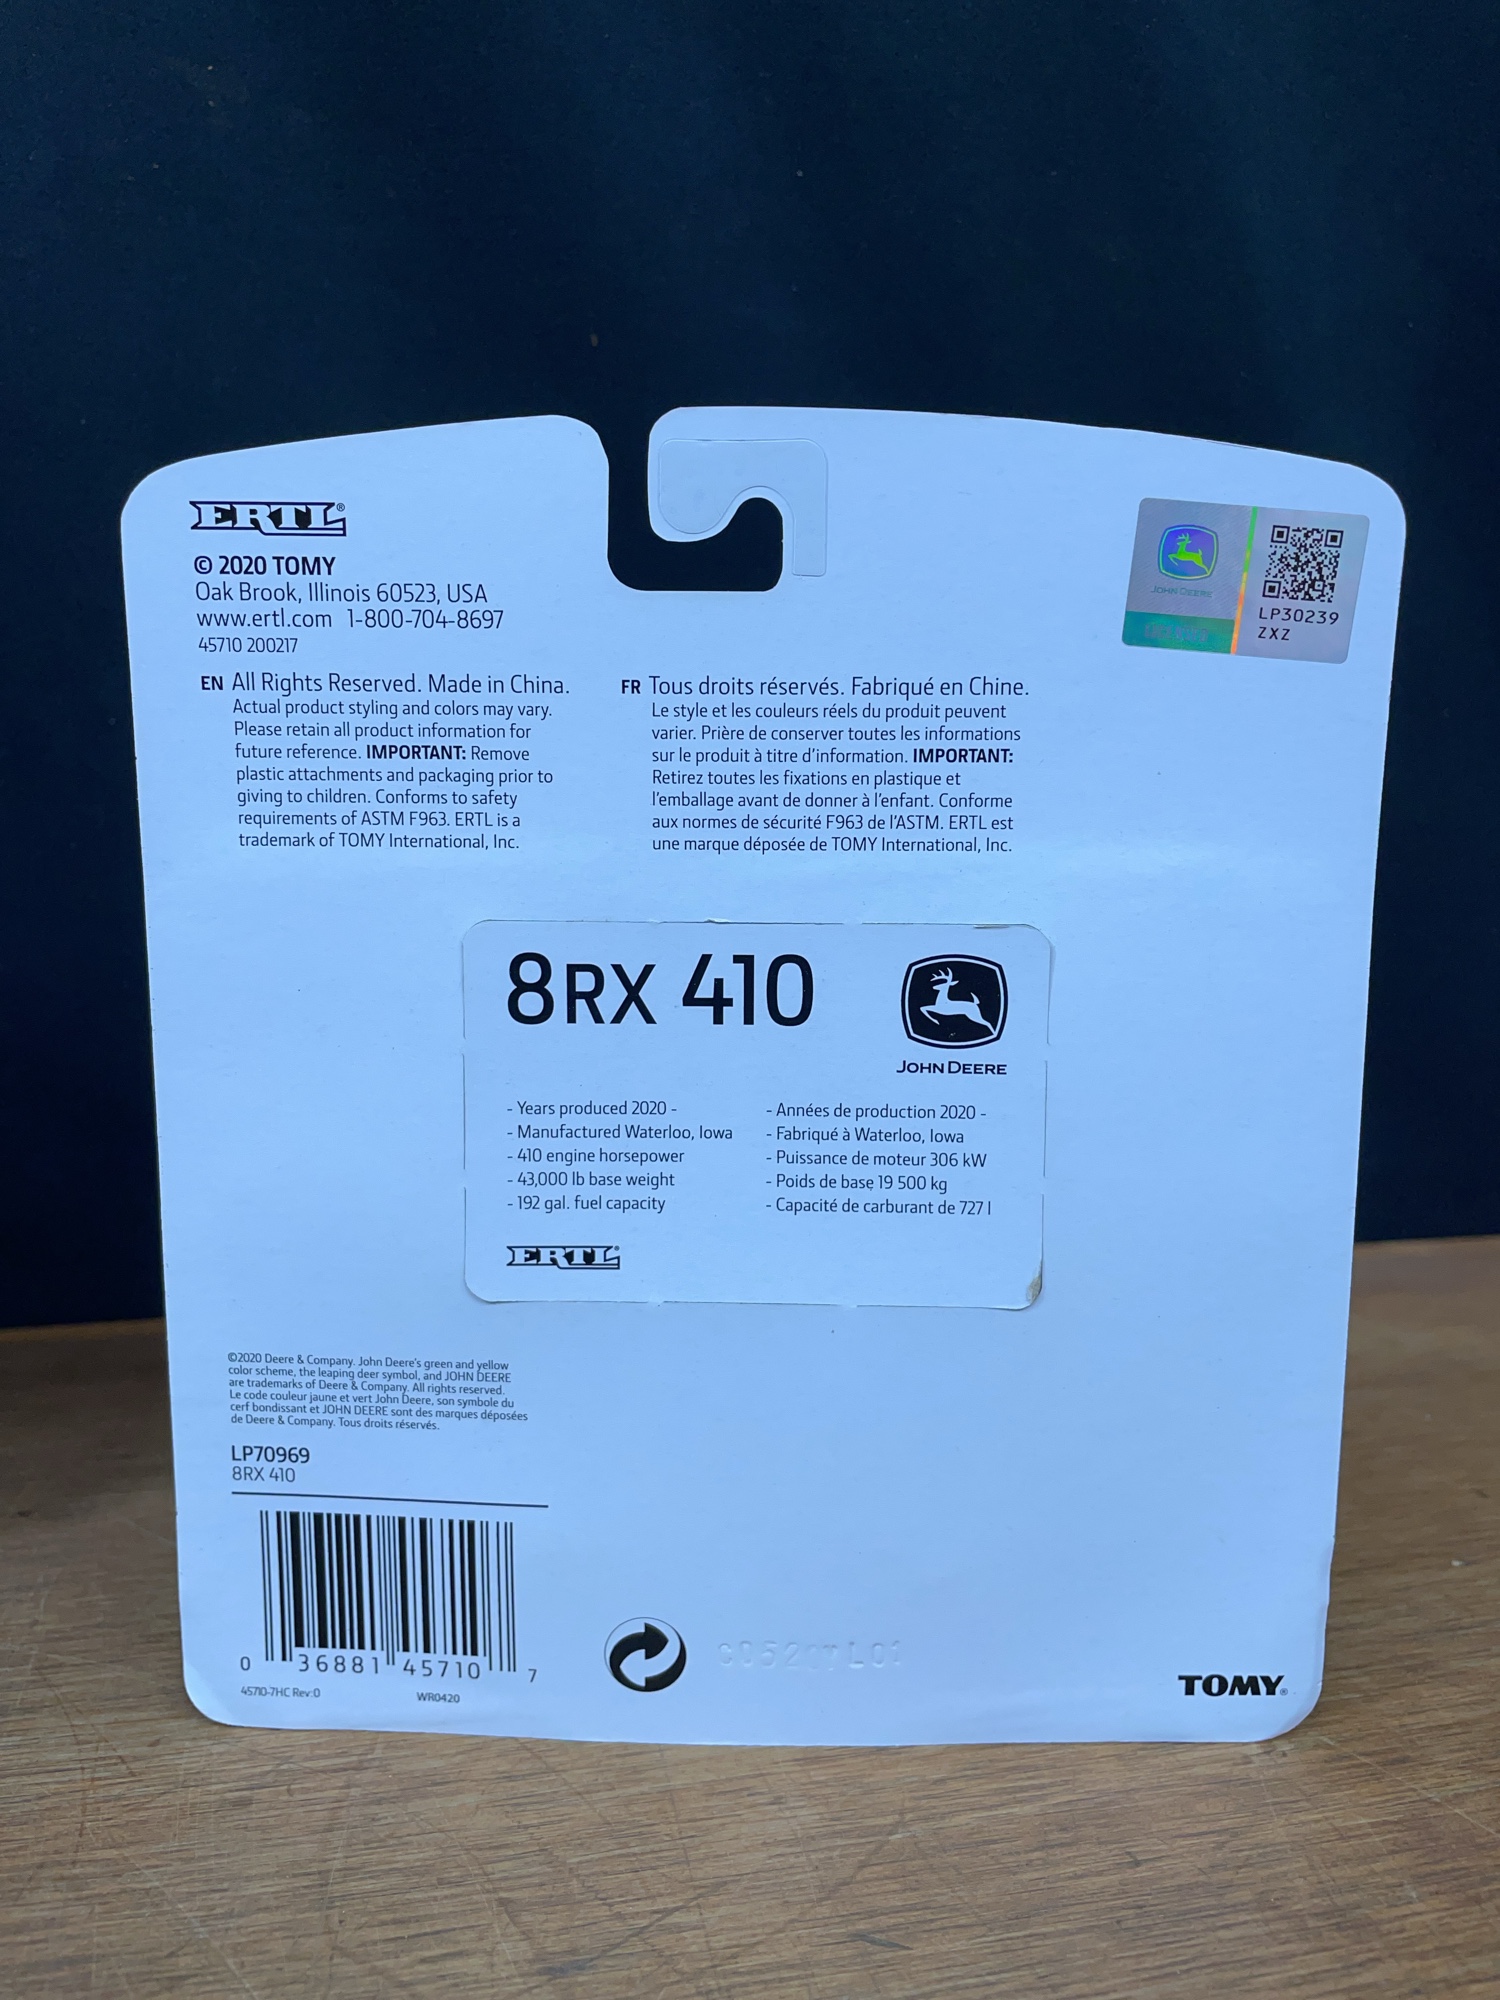 ERTL®
© 2020 TOMY
Oak Brook, Illinois 60523, USA
www.ertl.com 1-800-704-8697
45710 200217
JOHN DEERE
LP30239
ZXZ
EN All Rights Reserved. Made in China.
Actual product styling and colors may vary.
Please retain all product information for
future reference. IMPORTANT: Remove
plastic attachments and packaging prior to
giving to children. Conforms to safety
requirements of ASTM F963. ERTL is a
trademark of TOMY International, Inc.
FR Tous droits réservés. Fabriqué en Chine.
Le style et les couleurs réels du produit peuvent
varier. Prière de conserver toutes les informations
sur le produit à titre d'information. IMPORTANT:
Retirez toutes les fixations en plastique et
l'emballage avant de donner à l'enfant. Conforme
aux normes de sécurité F963 de l'ASTM. ERTL est
une marque déposée de TOMY International, Inc.
8RX 410
JOHN DEERE
- Years produced 2020 -
- Manufactured Waterloo, Iowa
- 410 engine horsepower
- 43,000 lb base weight
- 192 gal. fuel capacity
- Années de production 2020 -
- Fabriqué à Waterloo, Iowa
- Puissance de moteur 306 kW
- Poids de base 19 500 kg
- Capacité de carburant de 727 l
ERTL®
©2020 Deere & Company. John Deere's green and yellow
color scheme, the leaping deer symbol, and JOHN DEERE
are trademarks of Deere & Company. All rights reserved.
Le code couleur jaune et vert John Deere, son symbole du
cerf bondissant et JOHN DEERE sont des marques déposées
de Deere & Company. Tous droits réservés.
LP70969
8RX 410
0 36881 45710 7
45710-7HC Rev:0 WR0420
TOMY®